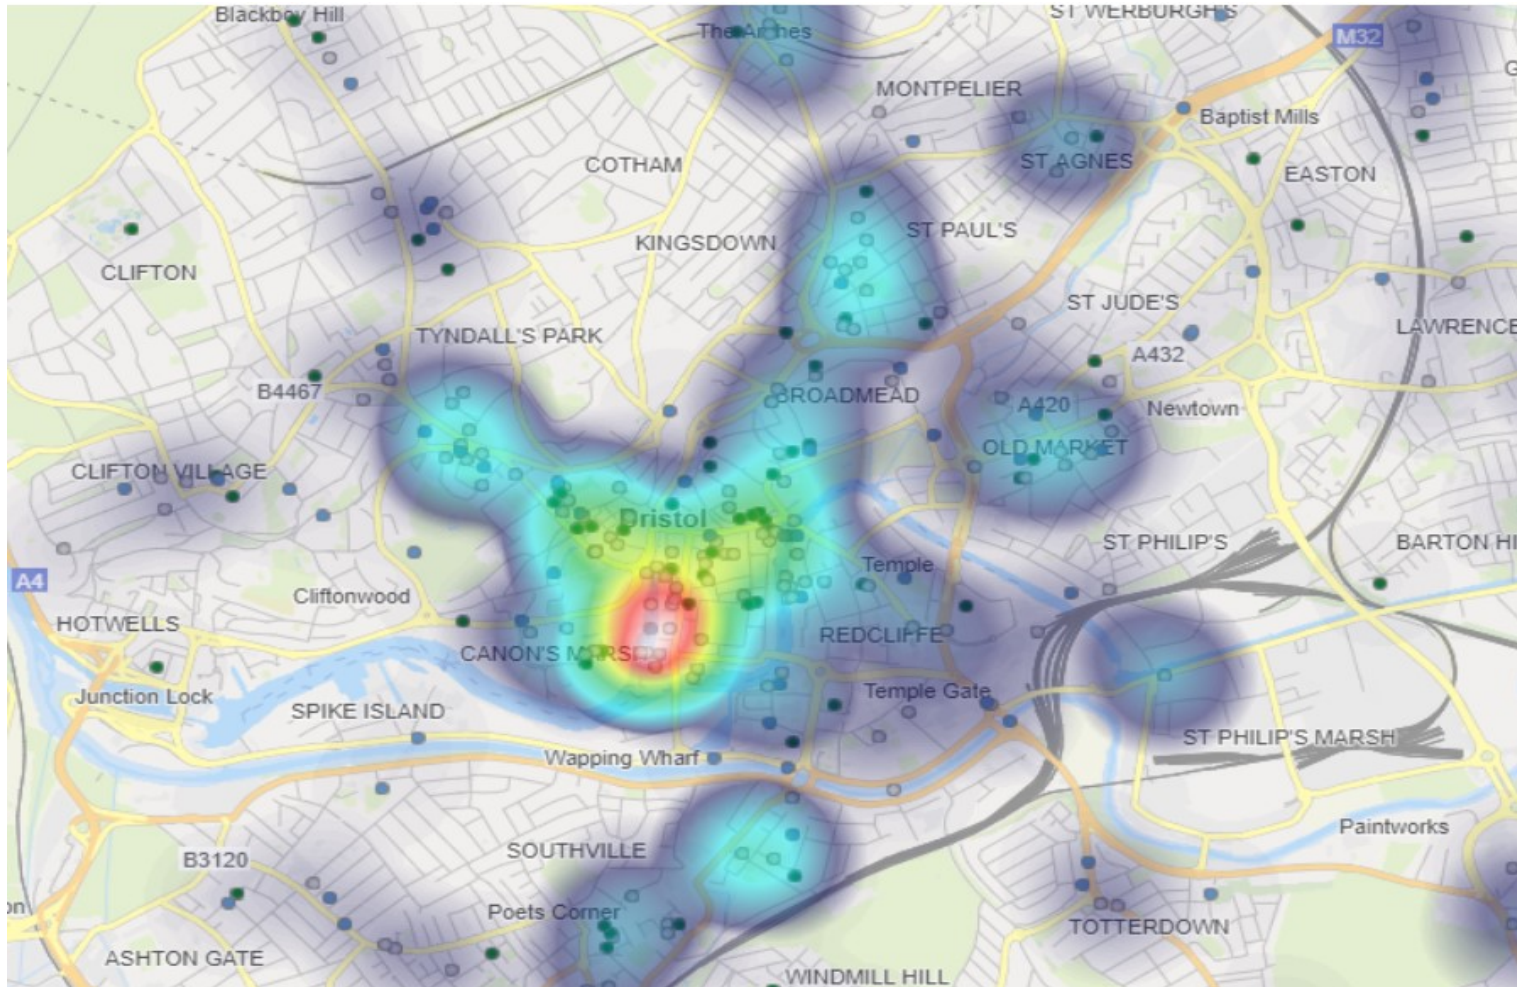 Blackboy Hill
The Arches
ST WERBURGH'S
M32
MONTPELIER
Baptist Mills
COTHAM
ST AGNES
EASTON
KINGSDOWN
ST PAUL'S
CLIFTON
ST JUDE'S
TYNDALL'S PARK
LAWRENCE
A432
B4467
BROADMEAD
A420
Newtown
OLD MARKET
CLIFTON VILLAGE
Bristol
ST PHILIP'S
BARTON HI
Temple
A4
Cliftonwood
HOTWELLS
REDCLIFFE
CANON'S MARSH
Junction Lock
Temple Gate
SPIKE ISLAND
ST PHILIP'S MARSH
Wapping Wharf
Paintworks
SOUTHVILLE
B3120
on
Poets Corner
TOTTERDOWN
ASHTON GATE
WINDMILL HILL